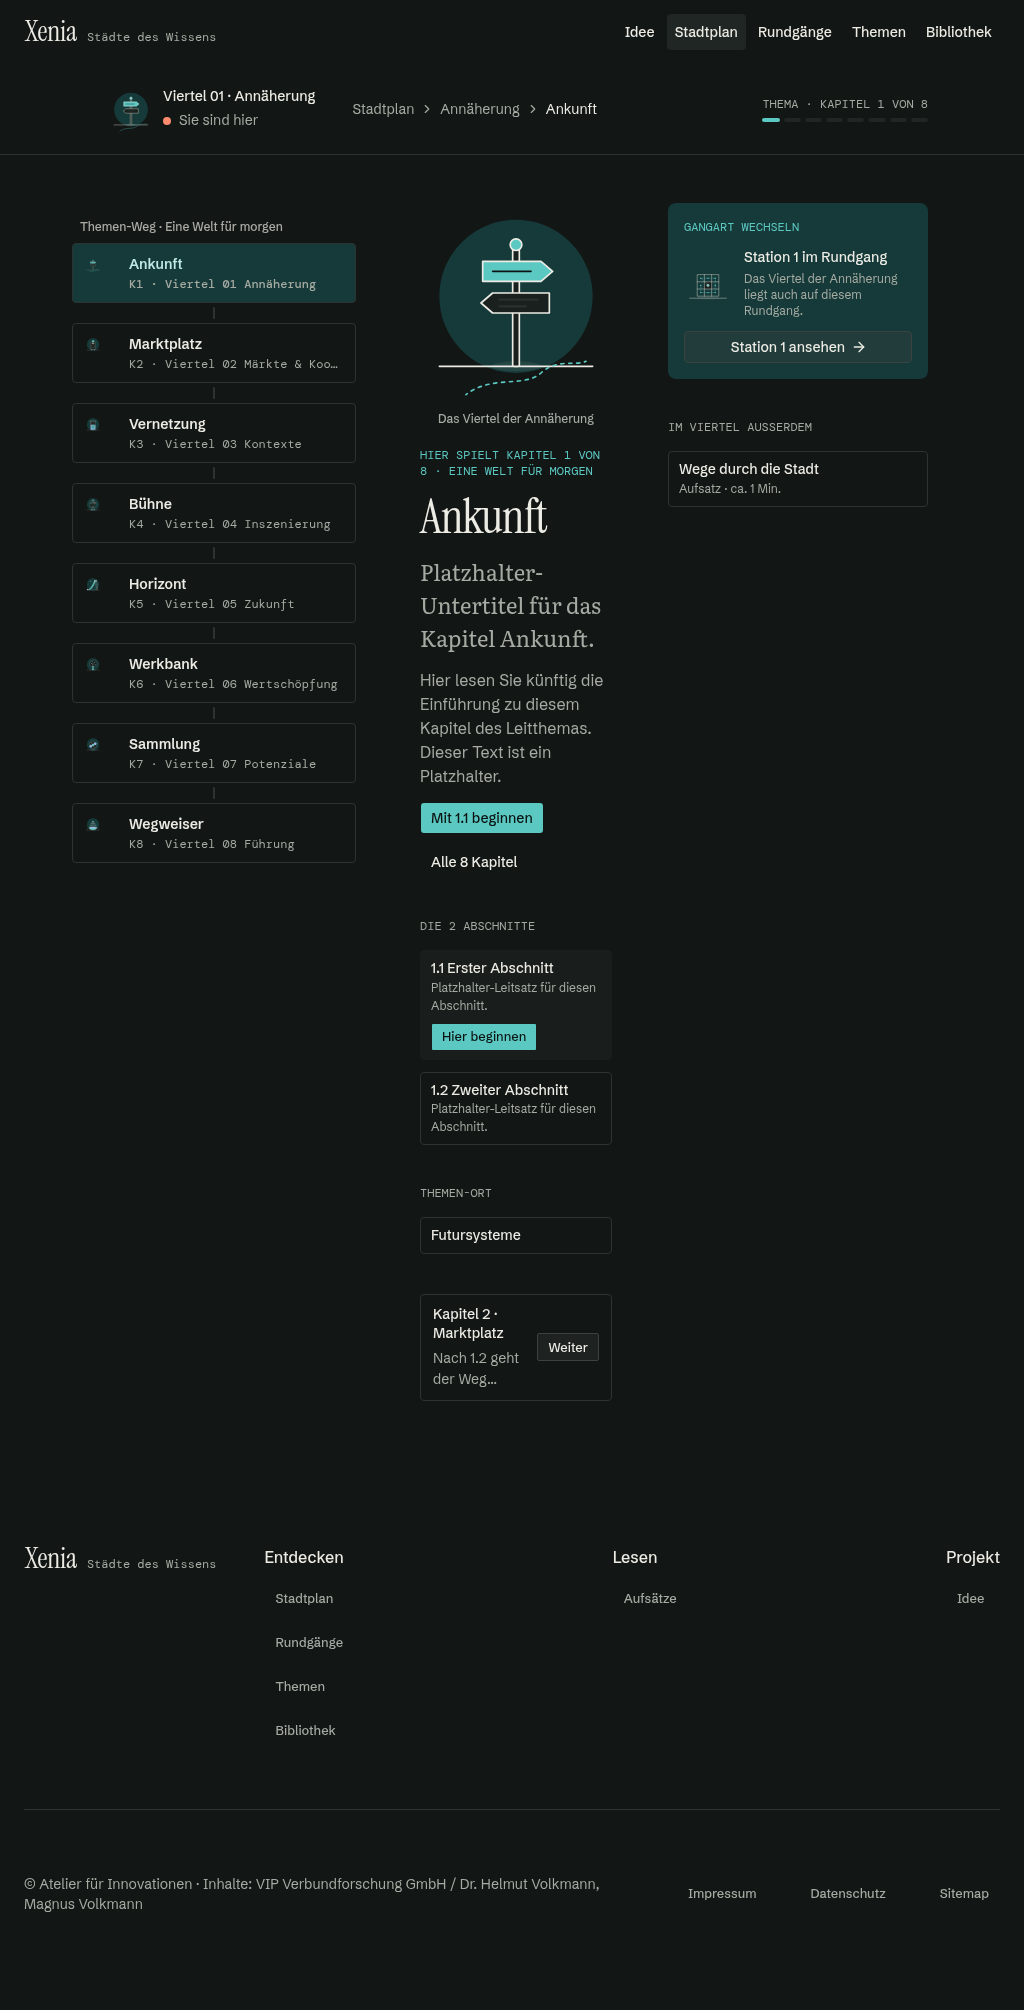 Xenia Städte des Wissens
Idee Stadtplan Rundgänge Themen Bibliothek
Viertel 01 · Annäherung
Sie sind hier
Stadtplan > Annäherung > Ankunft
THEMA · KAPITEL 1 VON 8
Themen-Weg · Eine Welt für morgen
Ankunft
K1 · Viertel 01 Annäherung
Marktplatz
K2 · Viertel 02 Märkte & Koo…
Vernetzung
K3 · Viertel 03 Kontexte
Bühne
K4 · Viertel 04 Inszenierung
Horizont
K5 · Viertel 05 Zukunft
Werkbank
K6 · Viertel 06 Wertschöpfung
Sammlung
K7 · Viertel 07 Potenziale
Wegweiser
K8 · Viertel 08 Führung
Das Viertel der Annäherung
HIER SPIELT KAPITEL 1 VON
8 · EINE WELT FÜR MORGEN
Ankunft
Platzhalter-
Untertitel für das
Kapitel Ankunft.
Hier lesen Sie künftig die
Einführung zu diesem
Kapitel des Leitthemas.
Dieser Text ist ein
Platzhalter.
Mit 1.1 beginnen
Alle 8 Kapitel
DIE 2 ABSCHNITTE
1.1 Erster Abschnitt
Platzhalter-Leitsatz für diesen
Abschnitt.
Hier beginnen
1.2 Zweiter Abschnitt
Platzhalter-Leitsatz für diesen
Abschnitt.
THEMEN-ORT
Futursysteme
Kapitel 2 ·
Marktplatz
Nach 1.2 geht
der Weg…
Weiter
GANGART WECHSELN
Station 1 im Rundgang
Das Viertel der Annäherung
liegt auch auf diesem
Rundgang.
Station 1 ansehen →
IM VIERTEL AUSSERDEM
Wege durch die Stadt
Aufsatz · ca. 1 Min.
Xenia Städte des Wissens
Entdecken
Stadtplan
Rundgänge
Themen
Bibliothek
Lesen
Aufsätze
Projekt
Idee
© Atelier für Innovationen · Inhalte: VIP Verbundforschung GmbH / Dr. Helmut Volkmann,
Magnus Volkmann
Impressum Datenschutz Sitemap